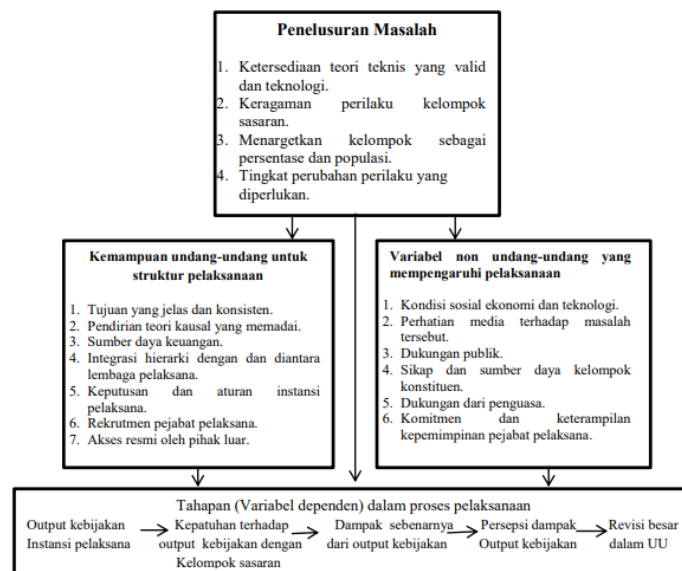 Penelusuran Masalah
1. Ketersediaan teori teknis yang valid
dan teknologi.
2. Keragaman perilaku kelompok
sasaran.
3. Menargetkan kelompok sebagai
persentase dan populasi.
4. Tingkat perubahan perilaku yang
diperlukan.
Kemampuan undang-undang untuk
struktur pelaksanaan
1. Tujuan yang jelas dan konsisten.
2. Pendirian teori kausal yang memadai.
3. Sumber daya keuangan.
4. Integrasi hierarki dengan dan diantara
lembaga pelaksana.
5. Keputusan dan aturan instansi
pelaksana.
6. Rekrutmen pejabat pelaksana.
7. Akses resmi oleh pihak luar.
Variabel non undang-undang yang
mempengaruhi pelaksanaan
1. Kondisi sosial ekonomi dan teknologi.
2. Perhatian media terhadap masalah
tersebut.
3. Dukungan publik.
4. Sikap dan sumber daya kelompok
konstituen.
5. Dukungan dari penguasa.
6. Komitmen dan keterampilan
kepemimpinan pejabat pelaksana.
Tahapan (Variabel dependen) dalam proses pelaksanaan
Output kebijakan
Instansi pelaksana
Kepatuhan terhadap
output kebijakan dengan
Kelompok sasaran
Dampak sebenarnya
dari output kebijakan
Persepsi dampak
Output kebijakan
Revisi besar
dalam UU